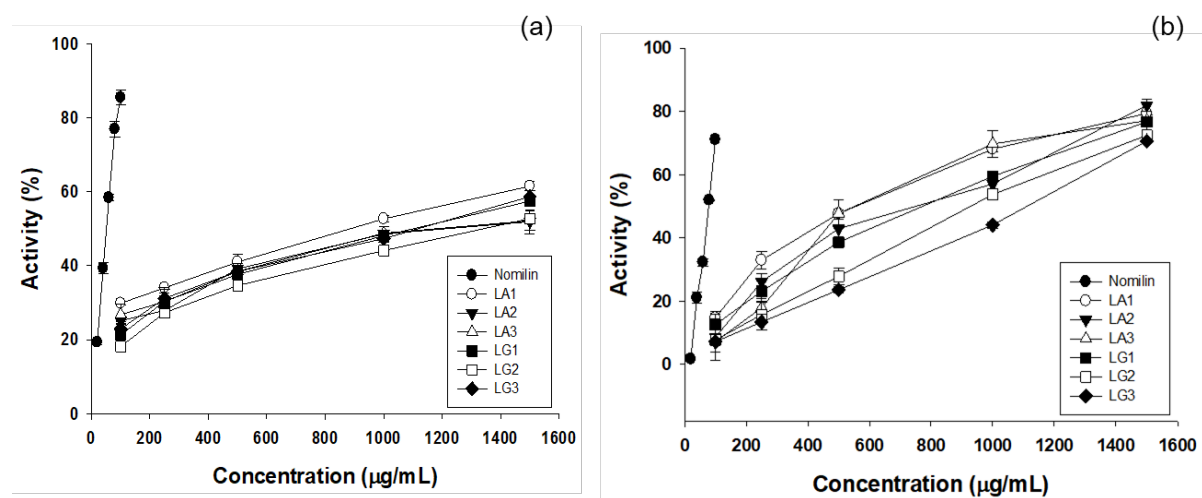 (a)
100
80
60
40
20
0
Activity (%)
Nomilin
LA1
LA2
LA3
LG1
LG2
LG3
0 200 400 600 800 1000 1200 1400 1600
Concentration (μg/mL)
(b)
100
80
60
40
20
0
Activity (%)
Nomilin
LA1
LA2
LA3
LG1
LG2
LG3
0 200 400 600 800 1000 1200 1400 1600
Concentration (μg/mL)